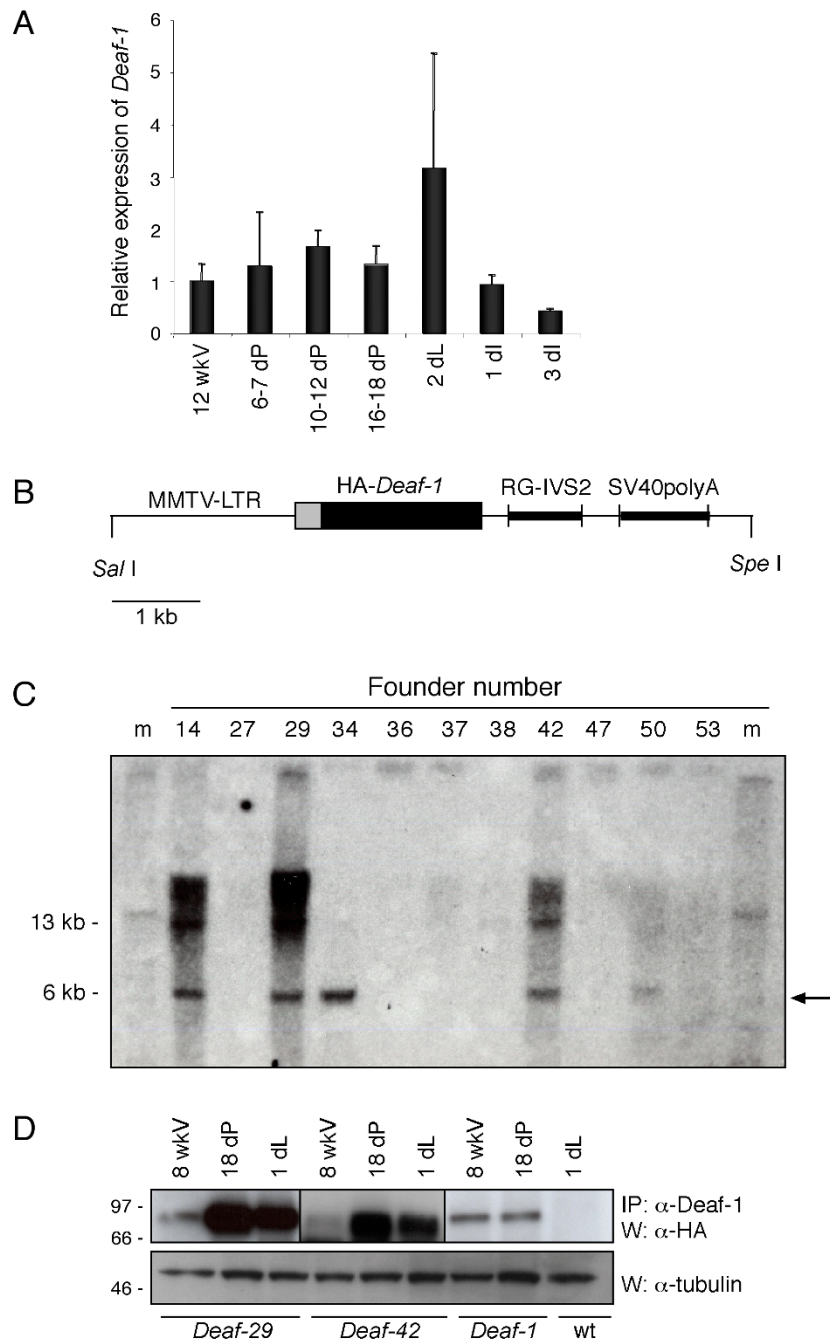 A
Relative expression of Deaf-1
6
5
4
3
2
1
0
12 wkV
6-7 dP
10-12 dP
16-18 dP
2 dL
1 dI
3 dI
B
MMTV-LTR
HA-Deaf-1
RG-IVS2
SV40polyA
Sal I
Spe I
1 kb
C
Founder number
m 14 27 29 34 36 37 38 42 47 50 53 m
13 kb -
6 kb -
D
8 wkV 18 dP 1 dL 8 wkV 18 dP 1 dL 8 wkV 18 dP 1 dL
97 -
66 -
IP: α-Deaf-1
W: α-HA
46 -
W: α-tubulin
Deaf-29 Deaf-42 Deaf-1 wt